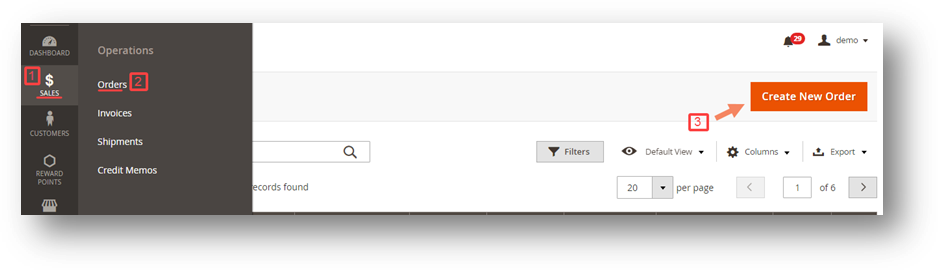 DASHBOARD
1
$
SALES
CUSTOMERS
REWARD
POINTS
Operations
Orders 2
Invoices
Shipments
Credit Memos
29 demo
Create New Order
3
Filters Default View Columns Export
ecords found
20 per page 1 of 6